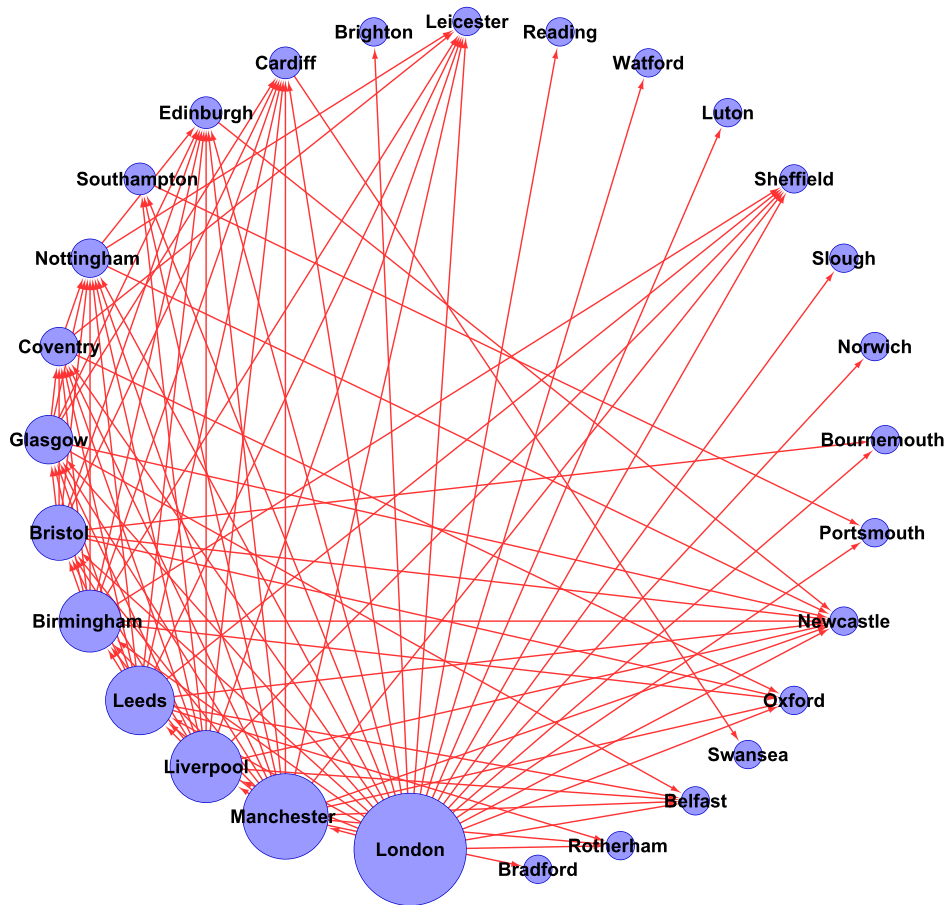 Leicester
Brighton
Reading
Cardiff
Watford
Edinburgh
Luton
Southampton
Sheffield
Nottingham
Slough
Coventry
Norwich
Glasgow
Bournemouth
Bristol
Portsmouth
Birmingham
Newcastle
Leeds
Oxford
Swansea
Liverpool
Belfast
Manchester
Rotherham
London
Bradford